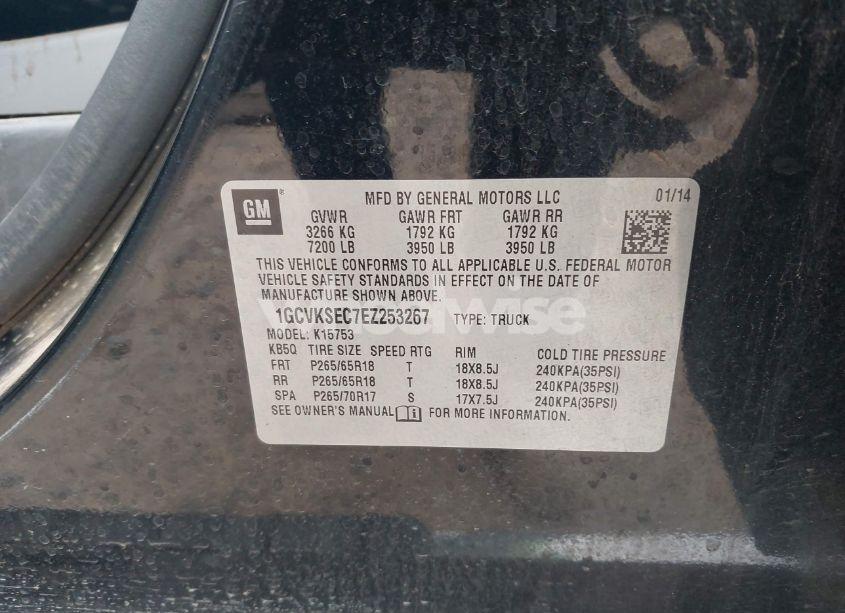 GM
MFD BY GENERAL MOTORS LLC 01/14
GVWR GAWR FRT GAWR RR
3266 KG 1792 KG 1792 KG
7200 LB 3950 LB 3950 LB
THIS VEHICLE CONFORMS TO ALL APPLICABLE U.S. FEDERAL MOTOR
VEHICLE SAFETY STANDARDS IN EFFECT ON THE DATE OF
MANUFACTURE SHOWN ABOVE.
1GCVKSEC7EZ253267 TYPE: TRUCK
MODEL: K15753
KB5Q TIRE SIZE SPEED RTG RIM COLD TIRE PRESSURE
FRT P265/65R18 T 18X8.5J 240KPA(35PSI)
RR P265/65R18 T 18X8.5J 240KPA(35PSI)
SPA P265/70R17 S 17X7.5J 240KPA(35PSI)
SEE OWNER'S MANUAL FOR MORE INFORMATION.